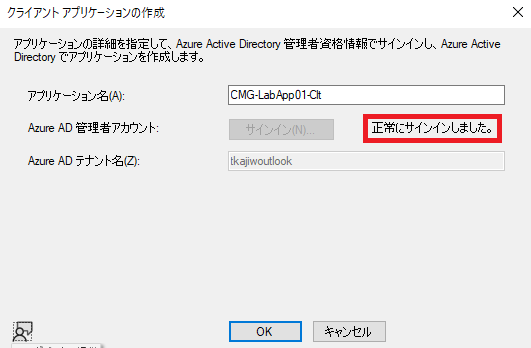 クライアント アプリケーションの作成
アプリケーションの詳細を指定して、Azure Active Directory 管理者資格情報でサインインし、Azure Active
Directory でアプリケーションを作成します。
アプリケーション名(A):
CMG-LabApp01-Clt
Azure AD 管理者アカウント:
サインイン(N)...
正常にサインインしました。
Azure AD テナント名(Z):
tkajiwoutlook
OK
キャンセル